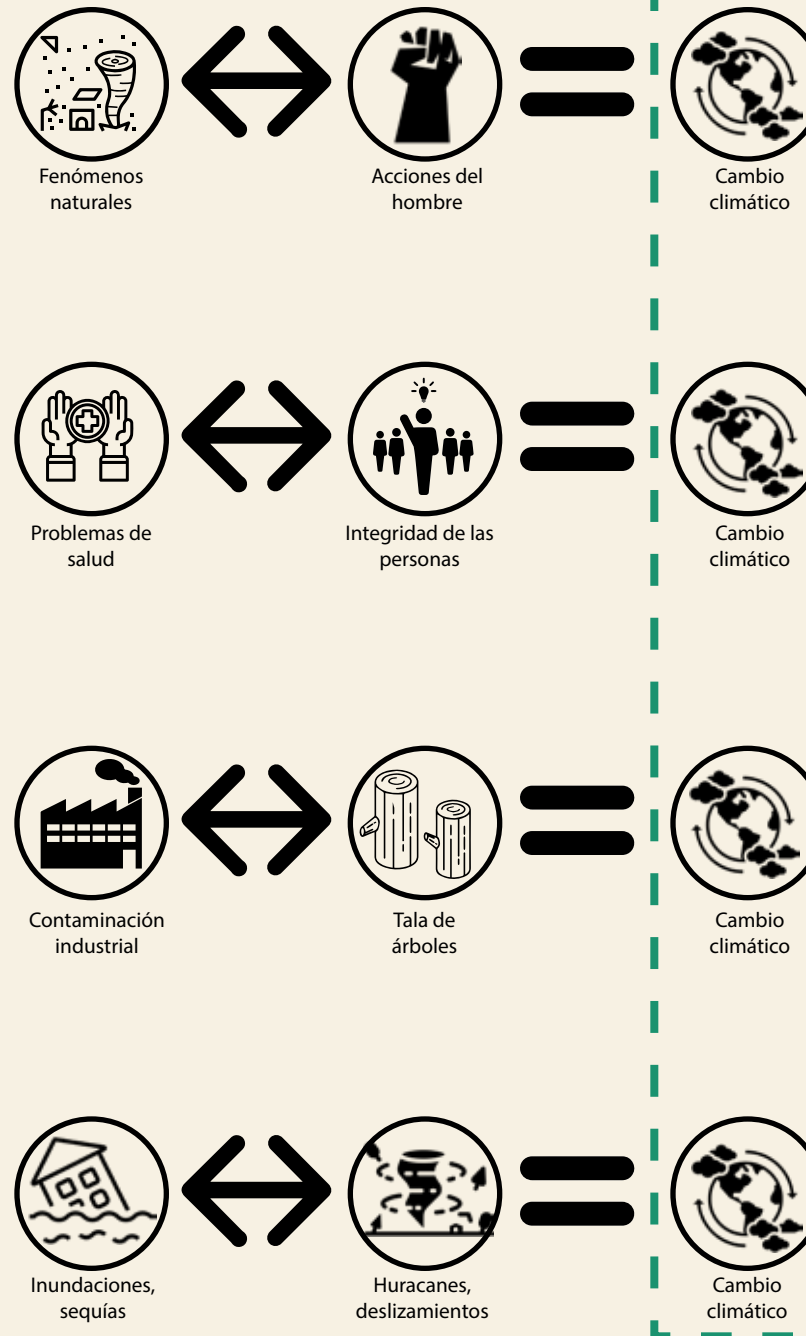 Fenómenos
naturales
Acciones del
hombre
Cambio
climático
Problemas de
salud
Integridad de las
personas
Cambio
climático
Contaminación
industrial
Tala de
árboles
Cambio
climático
Inundaciones,
sequías
Huracanes,
deslizamientos
Cambio
climático